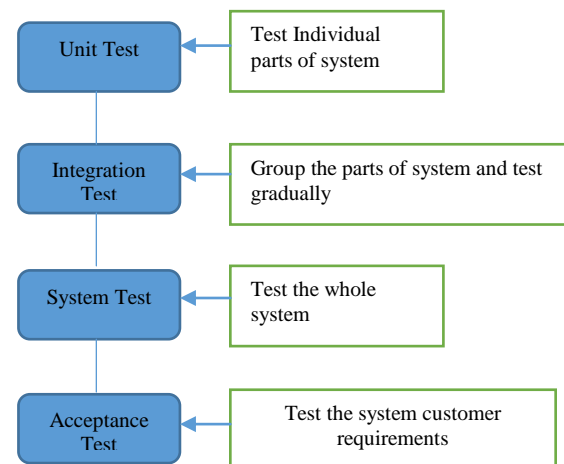 Unit Test
Test Individual
parts of system
Integration
Test
Group the parts of system and test
gradually
System Test
Test the whole
system
Acceptance
Test
Test the system customer
requirements